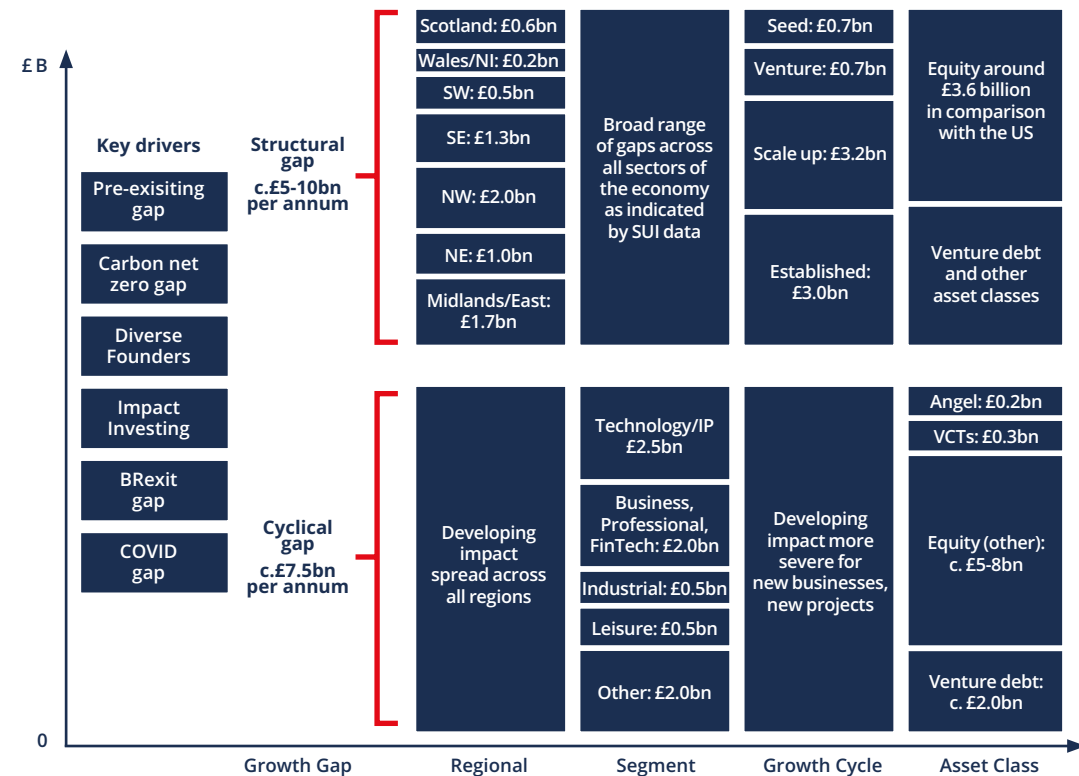 £B
Key drivers
Pre-exisiting
gap
Carbon net
zero gap
Diverse
Founders
Impact
Investing
BRexit
gap
COVID
gap
Structural
gap
c.£5-10bn
per annum
Scotland: £0.6bn
Wales/NI: £0.2bn
SW: £0.5bn
SE: £1.3bn
NW: £2.0bn
NE: £1.0bn
Midlands/East:
£1.7bn
Broad range
of gaps across
all sectors of
the economy
as indicated
by SUI data
Seed: £0.7bn
Venture: £0.7bn
Scale up: £3.2bn
Established:
£3.0bn
Equity around
£3.6 billion
in comparison
with the US
Venture debt
and other
asset classes
Cyclical
gap
c.£7.5bn
per annum
Developing
impact
spread across
all regions
Technology/IP
£2.5bn
Business,
Professional,
FinTech: £2.0bn
Industrial: £0.5bn
Leisure: £0.5bn
Other: £2.0bn
Developing
impact more
severe for
new businesses,
new projects
Angel: £0.2bn
VCTs: £0.3bn
Equity (other):
c. £5-8bn
Venture debt:
c. £2.0bn
0
Growth Gap
Regional
Segment
Growth Cycle
Asset Class